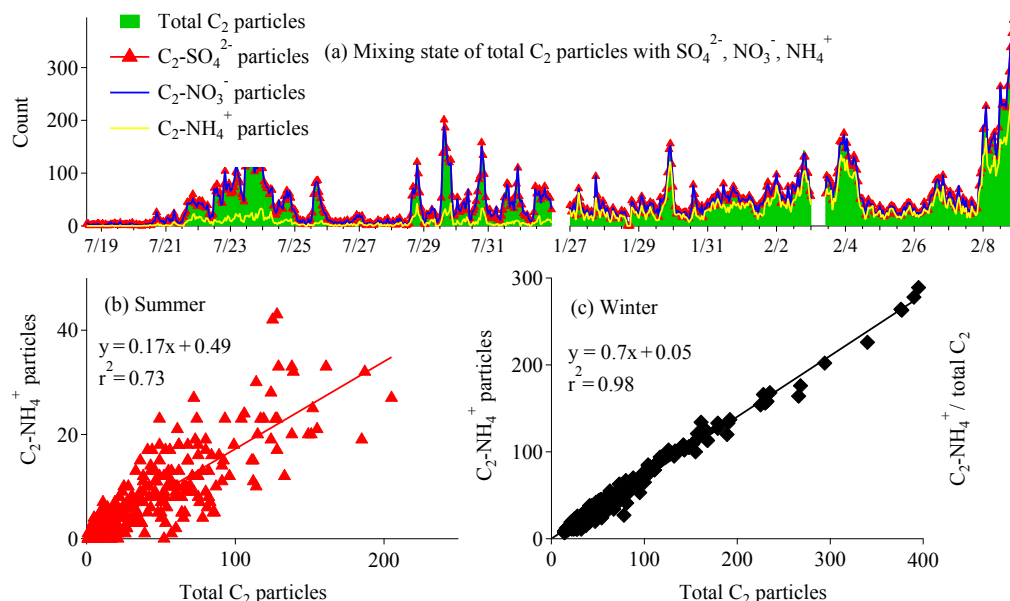 Total C₂ particles
C₂-SO₄²⁻ particles
C₂-NO₃⁻ particles
C₂-NH₄⁺ particles
(a) Mixing state of total C₂ particles with SO₄²⁻, NO₃⁻, NH₄⁺
Count
300
200
100
0
7/19 7/21 7/23 7/25 7/27 7/29 7/31 1/27 1/29 1/31 2/2 2/4 2/6 2/8
(b) Summer
y = 0.17x + 0.49
r² = 0.73
C₂-NH₄⁺ particles
40
20
0
0 100 200
Total C₂ particles
(c) Winter
y = 0.7x + 0.05
r² = 0.98
C₂-NH₄⁺ particles
300
200
100
0
0 100 200 300 400
Total C₂ particles
C₂-NH₄⁺ / total C₂